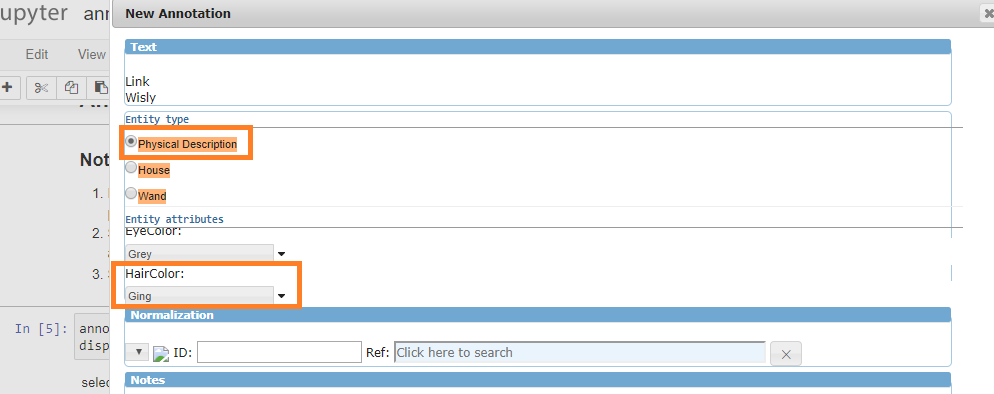 upyter ann
New Annotation
Edit View
Text
Link
Wisly
Entity type
Physical Description
House
Wand
Not
1.
2. S
3. S
Entity attributes
EyeColor:
Grey
HairColor:
Ging
Normalization
In [5]: anno
disp
ID: Ref: Click here to search
selec
Notes